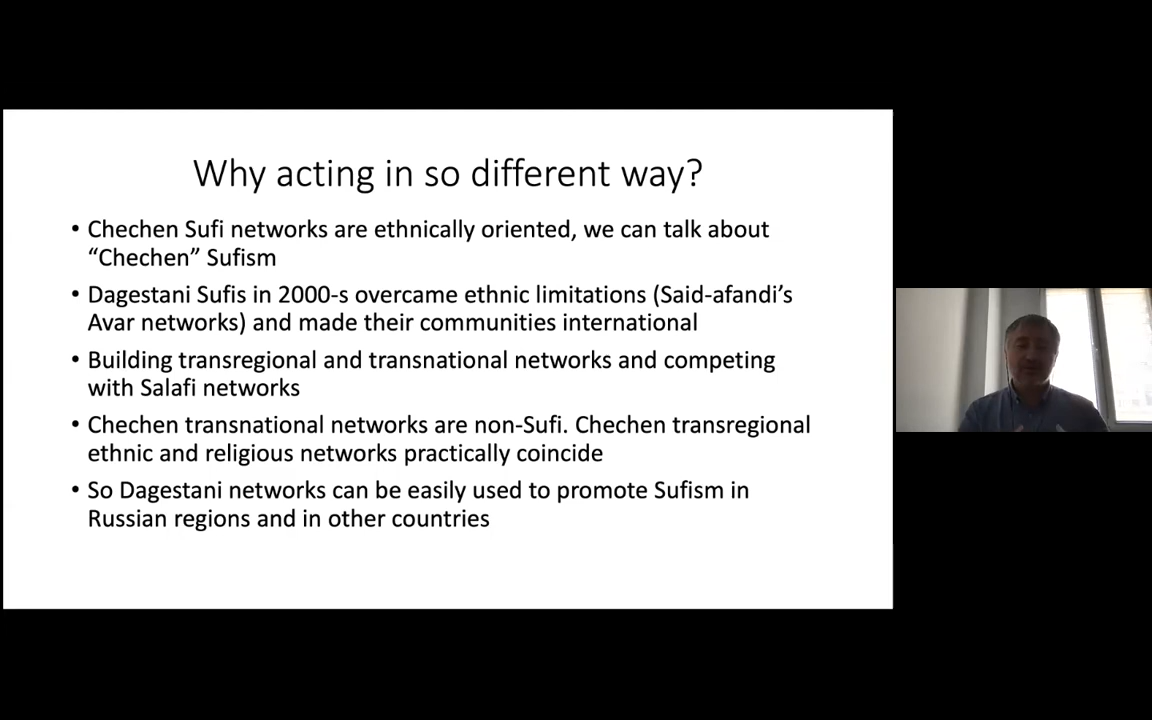 Why acting in so different way?
• Chechen Sufi networks are ethnically oriented, we can talk about
“Chechen” Sufism
• Dagestani Sufis in 2000-s overcame ethnic limitations (Said-afandi’s
Avar networks) and made their communities international
• Building transregional and transnational networks and competing
with Salafi networks
• Chechen transnational networks are non-Sufi. Chechen transregional
ethnic and religious networks practically coincide
• So Dagestani networks can be easily used to promote Sufism in
Russian regions and in other countries